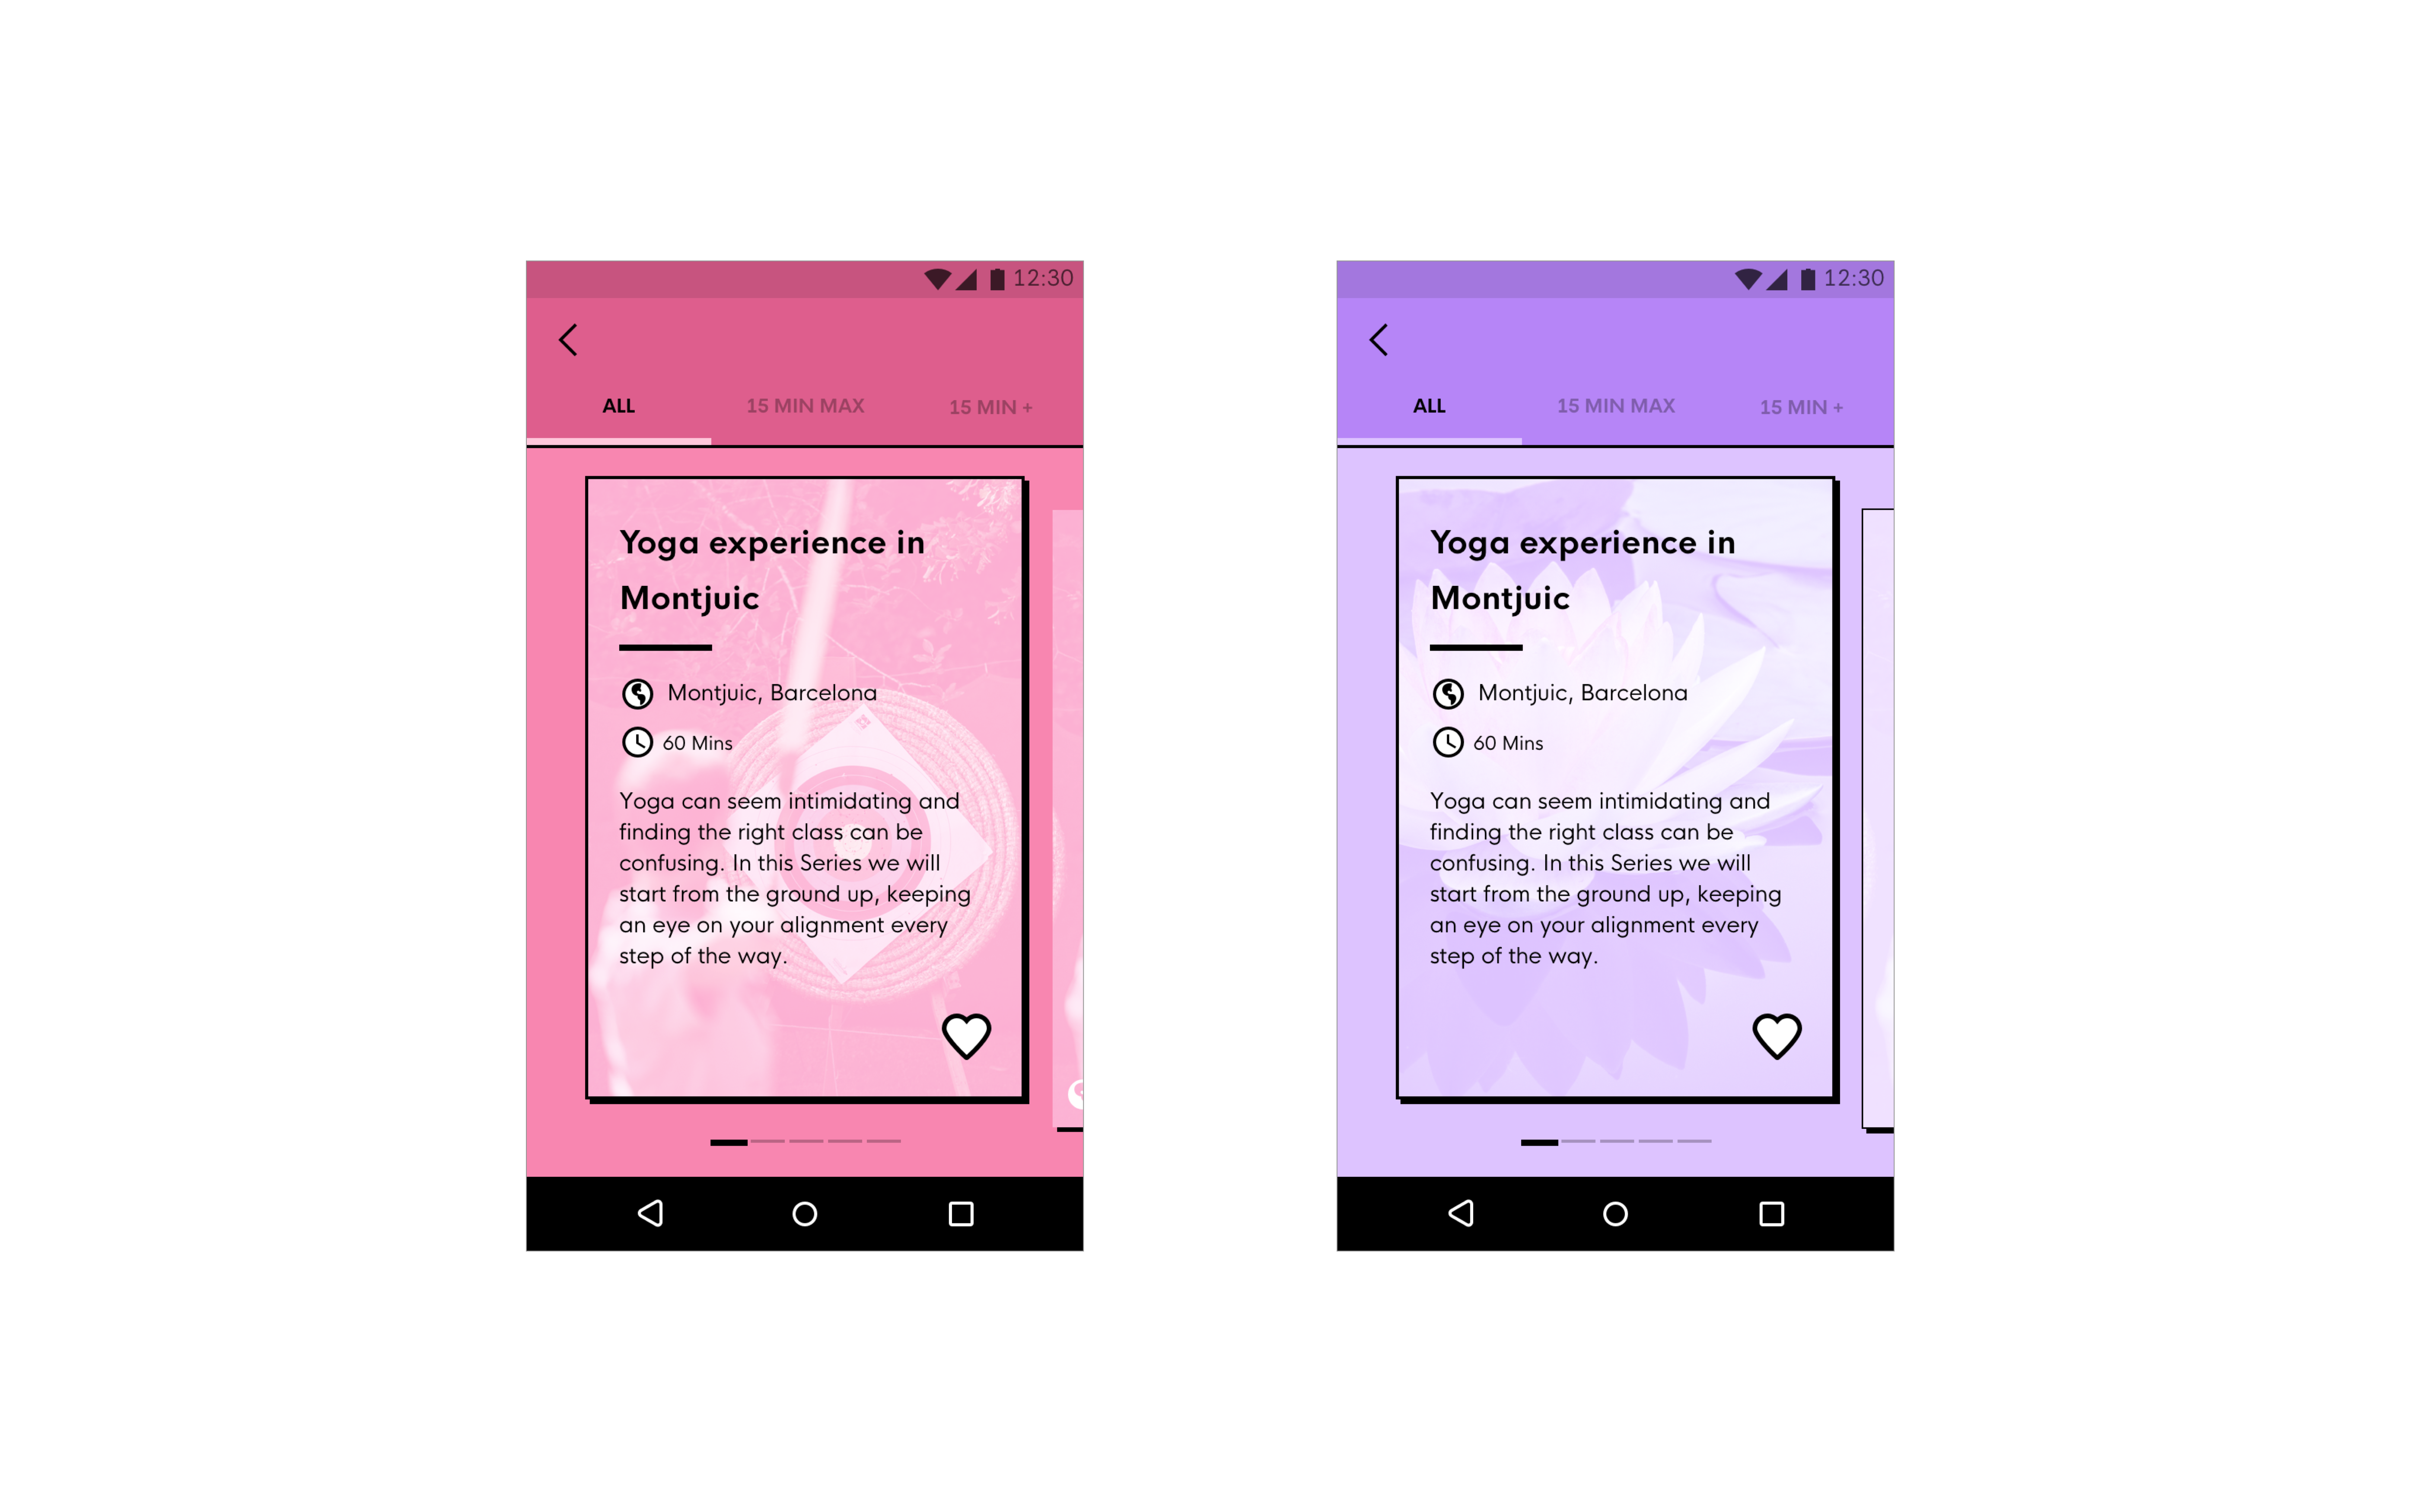 12:30
ALL 15 MIN MAX 15 MIN +
Yoga experience in
Montjuic
Montjuic, Barcelona
60 Mins
Yoga can seem intimidating and
finding the right class can be
confusing. In this Series we will
start from the ground up, keeping
an eye on your alignment every
step of the way.
12:30
ALL 15 MIN MAX 15 MIN +
Yoga experience in
Montjuic
Montjuic, Barcelona
60 Mins
Yoga can seem intimidating and
finding the right class can be
confusing. In this Series we will
start from the ground up, keeping
an eye on your alignment every
step of the way.